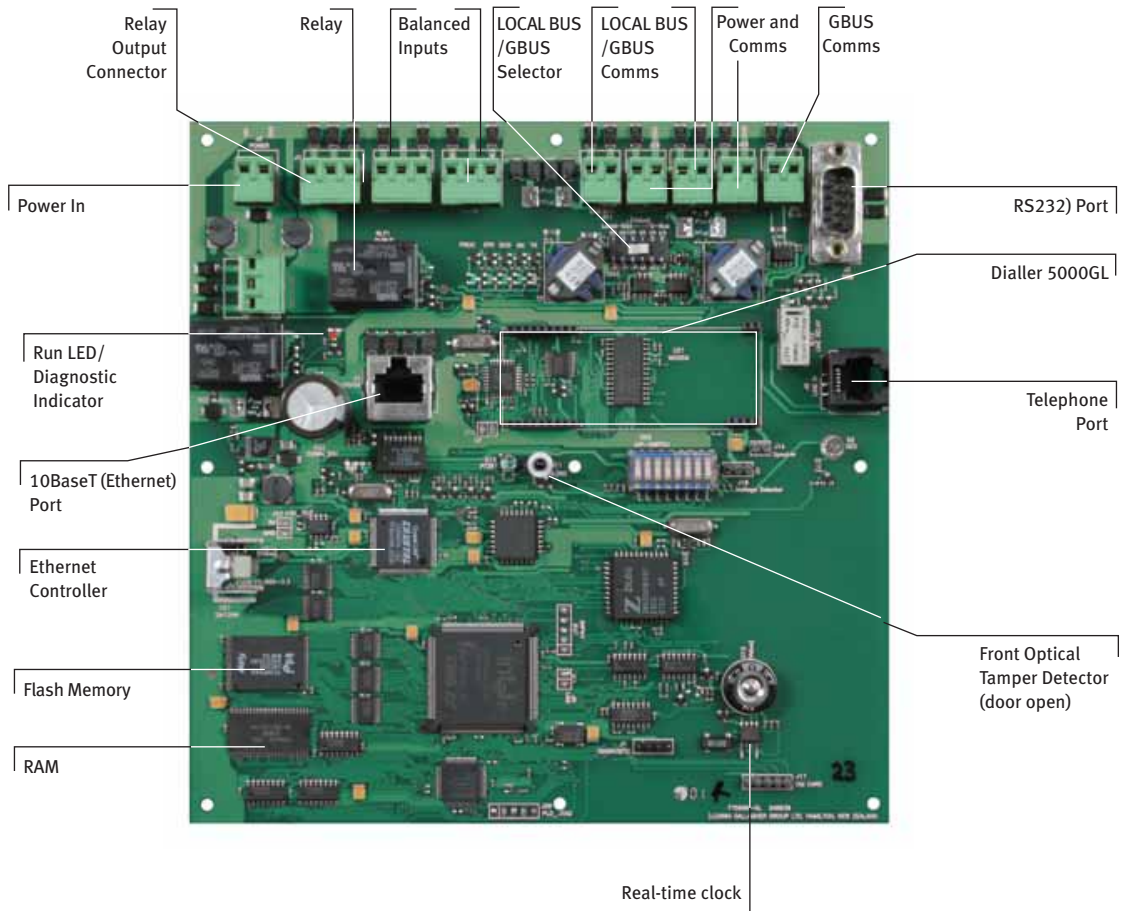 Relay
Output
Connector
Relay
Balanced
Inputs
LOCAL BUS
/GBUS
Selector
LOCAL BUS
/GBUS
Comms
Power and
Comms
GBUS
Comms
Power In
RS232) Port
Dialler 5000GL
Run LED/
Diagnostic
Indicator
Telephone
Port
10BaseT (Ethernet)
Port
Ethernet
Controller
Front Optical
Tamper Detector
(door open)
Flash Memory
RAM
23
Real-time clock